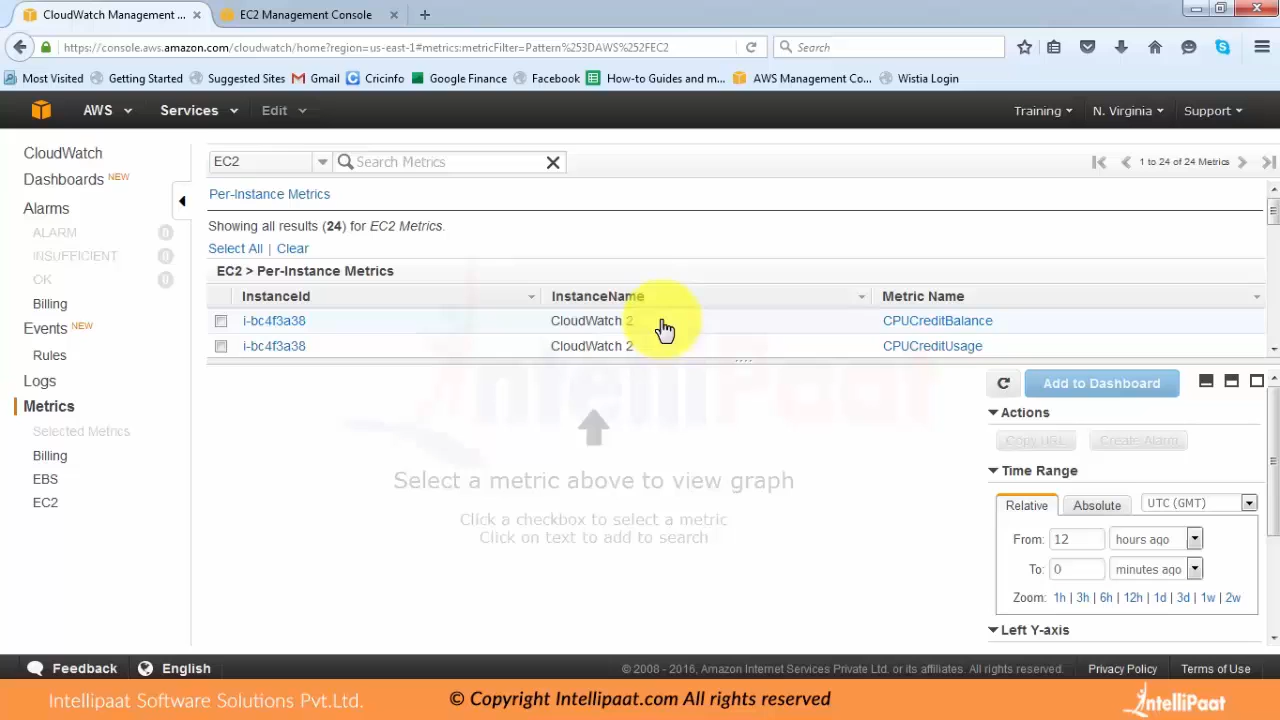 CloudWatch Management ...
EC2 Management Console
https://console.aws.amazon.com/cloudwatch/home?region=us-east-1#metrics:metricFilter=Pattern%253DAWS%252FEC2
Search
Most Visited
Getting Started
Suggested Sites
Gmail
Cricinfo
Google Finance
Facebook
How-to Guides and m...
AWS Management Co...
Wistia Login
AWS
Services
Edit
Training
N. Virginia
Support
CloudWatch
Dashboards NEW
Alarms
ALARM 0
INSUFFICIENT 0
OK 0
Billing
Events NEW
Rules
Logs
Metrics
Selected Metrics
Billing
EBS
EC2
EC2
Search Metrics
1 to 24 of 24 Metrics
Per-Instance Metrics
Showing all results (24) for EC2 Metrics.
Select All | Clear
EC2 > Per-Instance Metrics
InstanceId InstanceName Metric Name
i-bc4f3a38 CloudWatch 2 CPUCreditBalance
i-bc4f3a38 CloudWatch 2 CPUCreditUsage
IntelliPaat
Select a metric above to view graph
Click a checkbox to select a metric
Click on text to add to search
Add to Dashboard
Actions
Copy URL
Create Alarm
Time Range
Relative
Absolute
UTC (GMT)
From: 12 hours ago
To: 0 minutes ago
Zoom: 1h | 3h | 6h | 12h | 1d | 3d | 1w | 2w
Left Y-axis
Feedback
English
© 2008 - 2016, Amazon Internet Services Private Ltd. or its affiliates. All rights reserved.
Privacy Policy
Terms of Use
Intellipaat Software Solutions Pvt.Ltd.
© Copyright Intellipaat.com All rights reserved
IntelliPaat